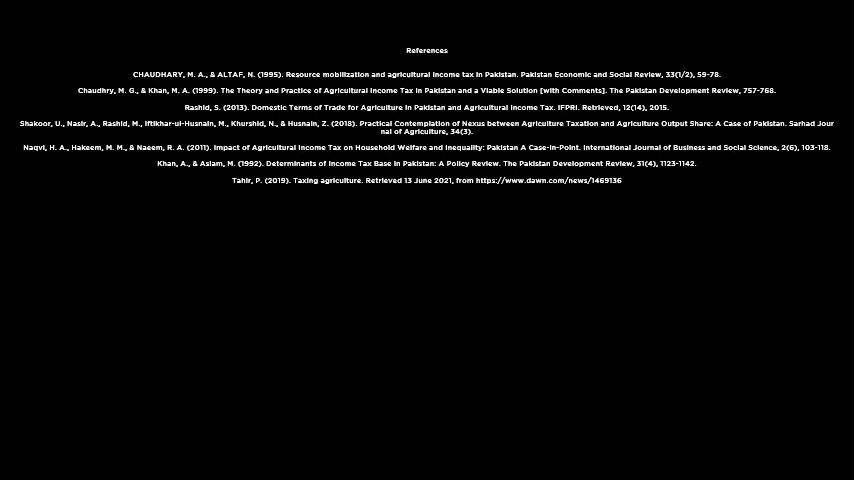 References
CHAUDHARY, M. A., & ALTAF, N. (1995). Resource mobilization and agricultural income tax in Pakistan. Pakistan Economic and Social Review, 33(1/2), 59-78.
Chaudhry, M. G., & Khan, M. A. (1999). The Theory and Practice of Agricultural Income Tax in Pakistan and a Viable Solution [with Comments]. The Pakistan Development Review, 757-768.
Rashid, S. (2013). Domestic Terms of Trade for Agriculture in Pakistan and Agricultural Income Tax. IFPRI. Retrieved, 12(14), 2015.
Shakoor, U., Nasir, A., Rashid, M., Iftikhar-ul-Husnain, M., Khurshid, N., & Husnain, Z. (2018). Practical Contemplation of Nexus between Agriculture Taxation and Agriculture Output Share: A Case of Pakistan. Sarhad Jour
nal of Agriculture, 34(3).
Naqvi, H. A., Hakeem, M. M., & Naeem, R. A. (2011). Impact of Agricultural Income Tax on Household Welfare and Inequality: Pakistan A Case-in-Point. International Journal of Business and Social Science, 2(6), 103-118.
Khan, A., & Aslam, M. (1992). Determinants of Income Tax Base in Pakistan: A Policy Review. The Pakistan Development Review, 31(4), 1123-1142.
Tahir, P. (2019). Taxing agriculture. Retrieved 13 June 2021, from https://www.dawn.com/news/1469136